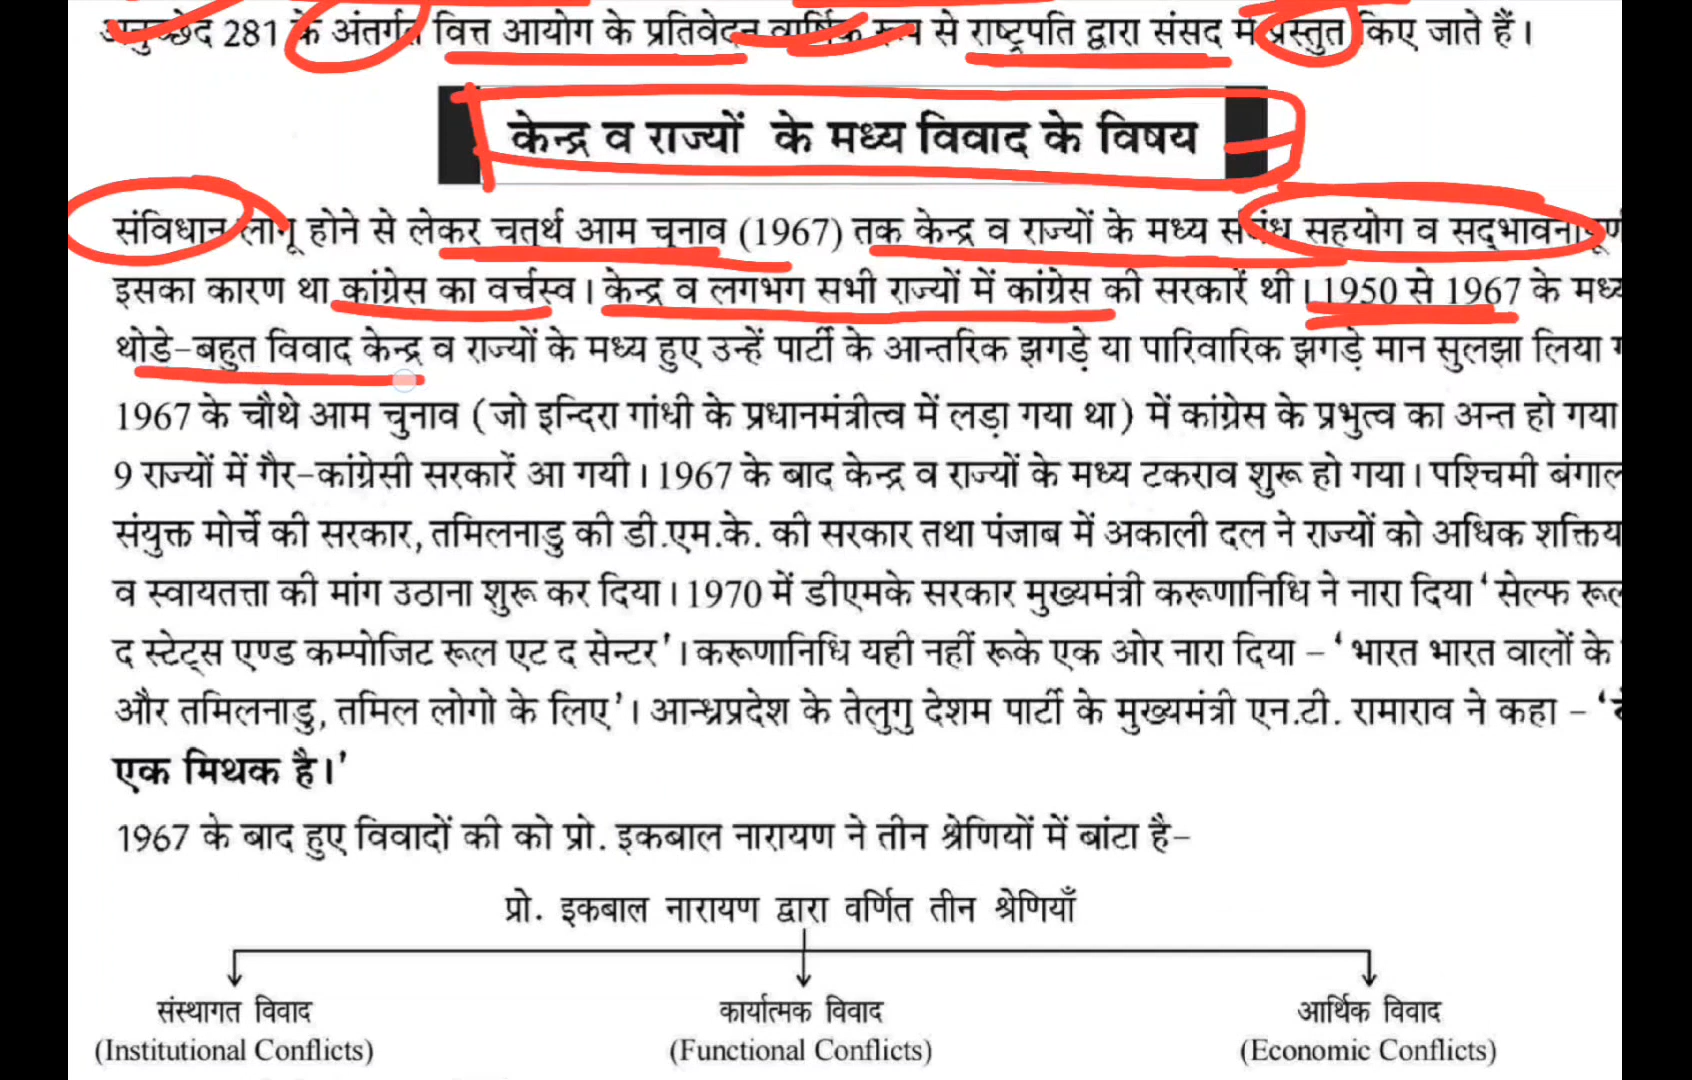 अनुच्छेद 281 के अंतर्गत वित्त आयोग के प्रतिवेदन वार्षिक रूप से राष्ट्रपति द्वारा संसद में प्रस्तुत किए जाते हैं।
केन्द्र व राज्यों के मध्य विवाद के विषय
संविधान लागू होने से लेकर चतुर्थ आम चुनाव (1967) तक केन्द्र व राज्यों के मध्य संबंध सहयोग व सद्भावनापूर्ण
इसका कारण था कांग्रेस का वर्चस्व। केन्द्र व लगभग सभी राज्यों में कांग्रेस की सरकारें थी। 1950 से 1967 के मध्य
थोडे-बहुत विवाद केन्द्र व राज्यों के मध्य हुए उन्हें पार्टी के आन्तरिक झगड़े या पारिवारिक झगड़े मान सुलझा लिया
1967 के चौथे आम चुनाव (जो इन्दिरा गांधी के प्रधानमंत्रीत्व में लड़ा गया था) में कांग्रेस के प्रभुत्व का अन्त हो गया
9 राज्यों में गैर-कांग्रेसी सरकारें आ गयी। 1967 के बाद केन्द्र व राज्यों के मध्य टकराव शुरू हो गया। पश्चिमी बंगाल
संयुक्त मोर्चे की सरकार, तमिलनाडु की डी.एम.के. की सरकार तथा पंजाब में अकाली दल ने राज्यों को अधिक
व स्वायतत्ता की मांग उठाना शुरू कर दिया। 1970 में डीएमके सरकार मुख्यमंत्री करूणानिधि ने नारा दिया ‘सेल्फ रूल
द स्टेट्स एण्ड कम्पोजिट रूल एट द सेन्टर’। करूणानिधि यही नहीं रूके एक ओर नारा दिया – ‘भारत भारत वालों के
और तमिलनाडु, तमिल लोगो के लिए’। आन्ध्रप्रदेश के तेलुगु देशम पार्टी के मुख्यमंत्री एन.टी. रामाराव ने कहा – ‘
एक मिथक है।’
1967 के बाद हुए विवादों की को प्रो. इकबाल नारायण ने तीन श्रेणियों में बांटा है-
प्रो. इकबाल नारायण द्वारा वर्णित तीन श्रेणियाँ
संस्थागत विवाद कार्यात्मक विवाद आर्थिक विवाद
(Institutional Conflicts) (Functional Conflicts) (Economic Conflicts)